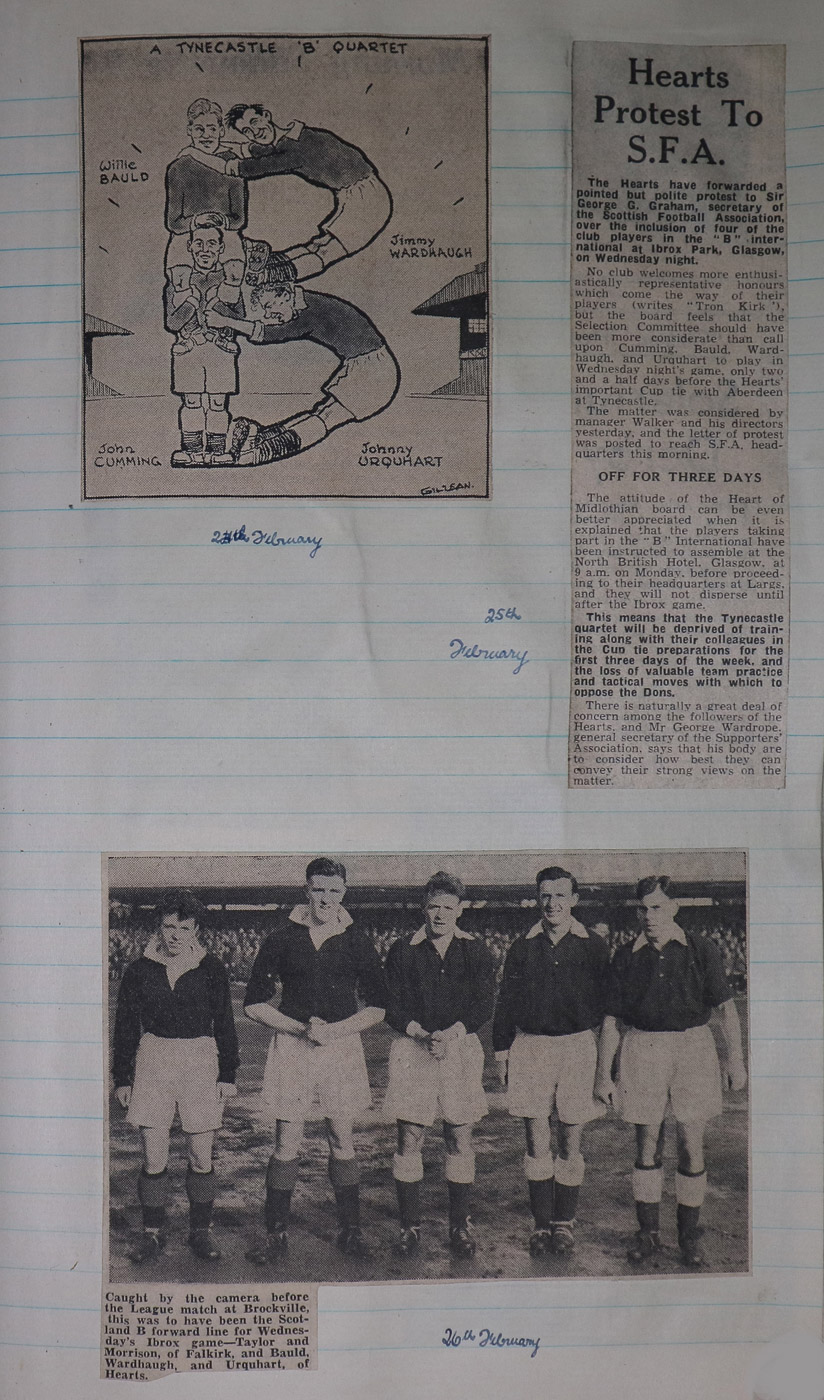 A TYNECASTLE 'B' QUARTET
Willie
BAULD
Jimmy
WARDHAUGH
John
CUMMING
Johnny
URQUHART
24th February
Hearts
Protest To
S.F.A.
The Hearts have forwarded a
pointed but polite protest to Sir
George G. Graham, secretary of
the Scottish Football Association,
over the inclusion of four of the
club players in the "B" inter-
national at Ibrox Park, Glasgow,
on Wednesday night.
No club welcomes more enthusi-
astically representative honours
which come the way of their
players (writes "Tron Kirk"),
but the board feels that the
Selection Committee should have
been more considerate than call
upon Cumming, Bauld, Ward-
haugh, and Urquhart to play in
Wednesday night's game, only two
and a half days before the Hearts'
important Cup tie with Aberdeen
at Tynecastle.
The matter was considered by
manager Walker and his directors
yesterday, and the letter of protest
was posted to reach S.F.A. head-
quarters this morning.
OFF FOR THREE DAYS
The attitude of the Heart of
Midlothian board can be even
better appreciated when it is
explained that the players taking
part in the "B" International have
been instructed to assemble at the
North British Hotel, Glasgow, at
9 a.m. on Monday, before proceed-
ing to their headquarters at Largs,
and they will not disperse until
after the Ibrox game.
This means that the Tynecastle
quartet will be deprived of train-
ing along with their colleagues in
the Cup tie preparations for the
first three days of the week, and
the loss of valuable team practice
and tactical moves with which to
oppose the Dons.
There is naturally a great deal of
concern among the followers of the
Hearts, and Mr George Wardrope,
general secretary of the Supporters'
Association, says that his body are
to consider how best they can
convey their strong views on the
matter.
25th
February
Caught by the camera before
the League match at Brockville,
this was to have been the Scot-
land B forward line for Wednes-
day's Ibrox game—Taylor and
Morrison, of Falkirk, and Bauld,
Wardhaugh, and Urquhart, of
Hearts.
26th February